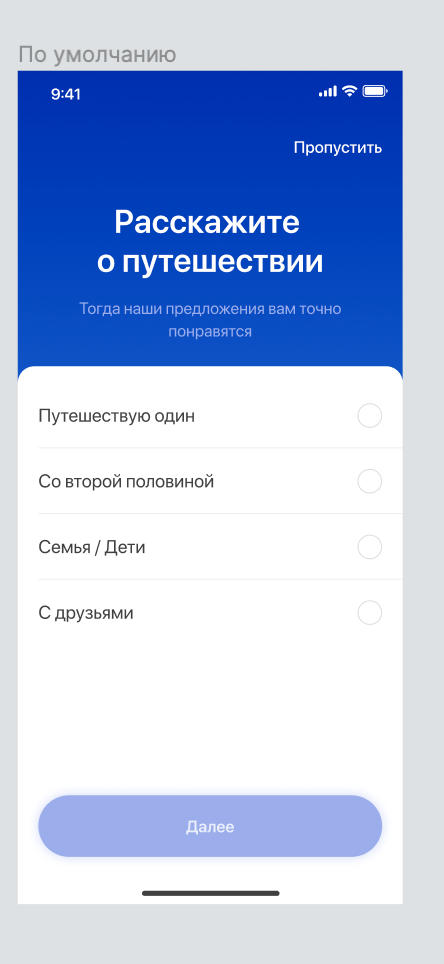 По умолчанию
9:41
Пропустить
Расскажите
о путешествии
Тогда наши предложения вам точно
понравятся
Путешествую один
Со второй половиной
Семья / Дети
С друзьями
Далее